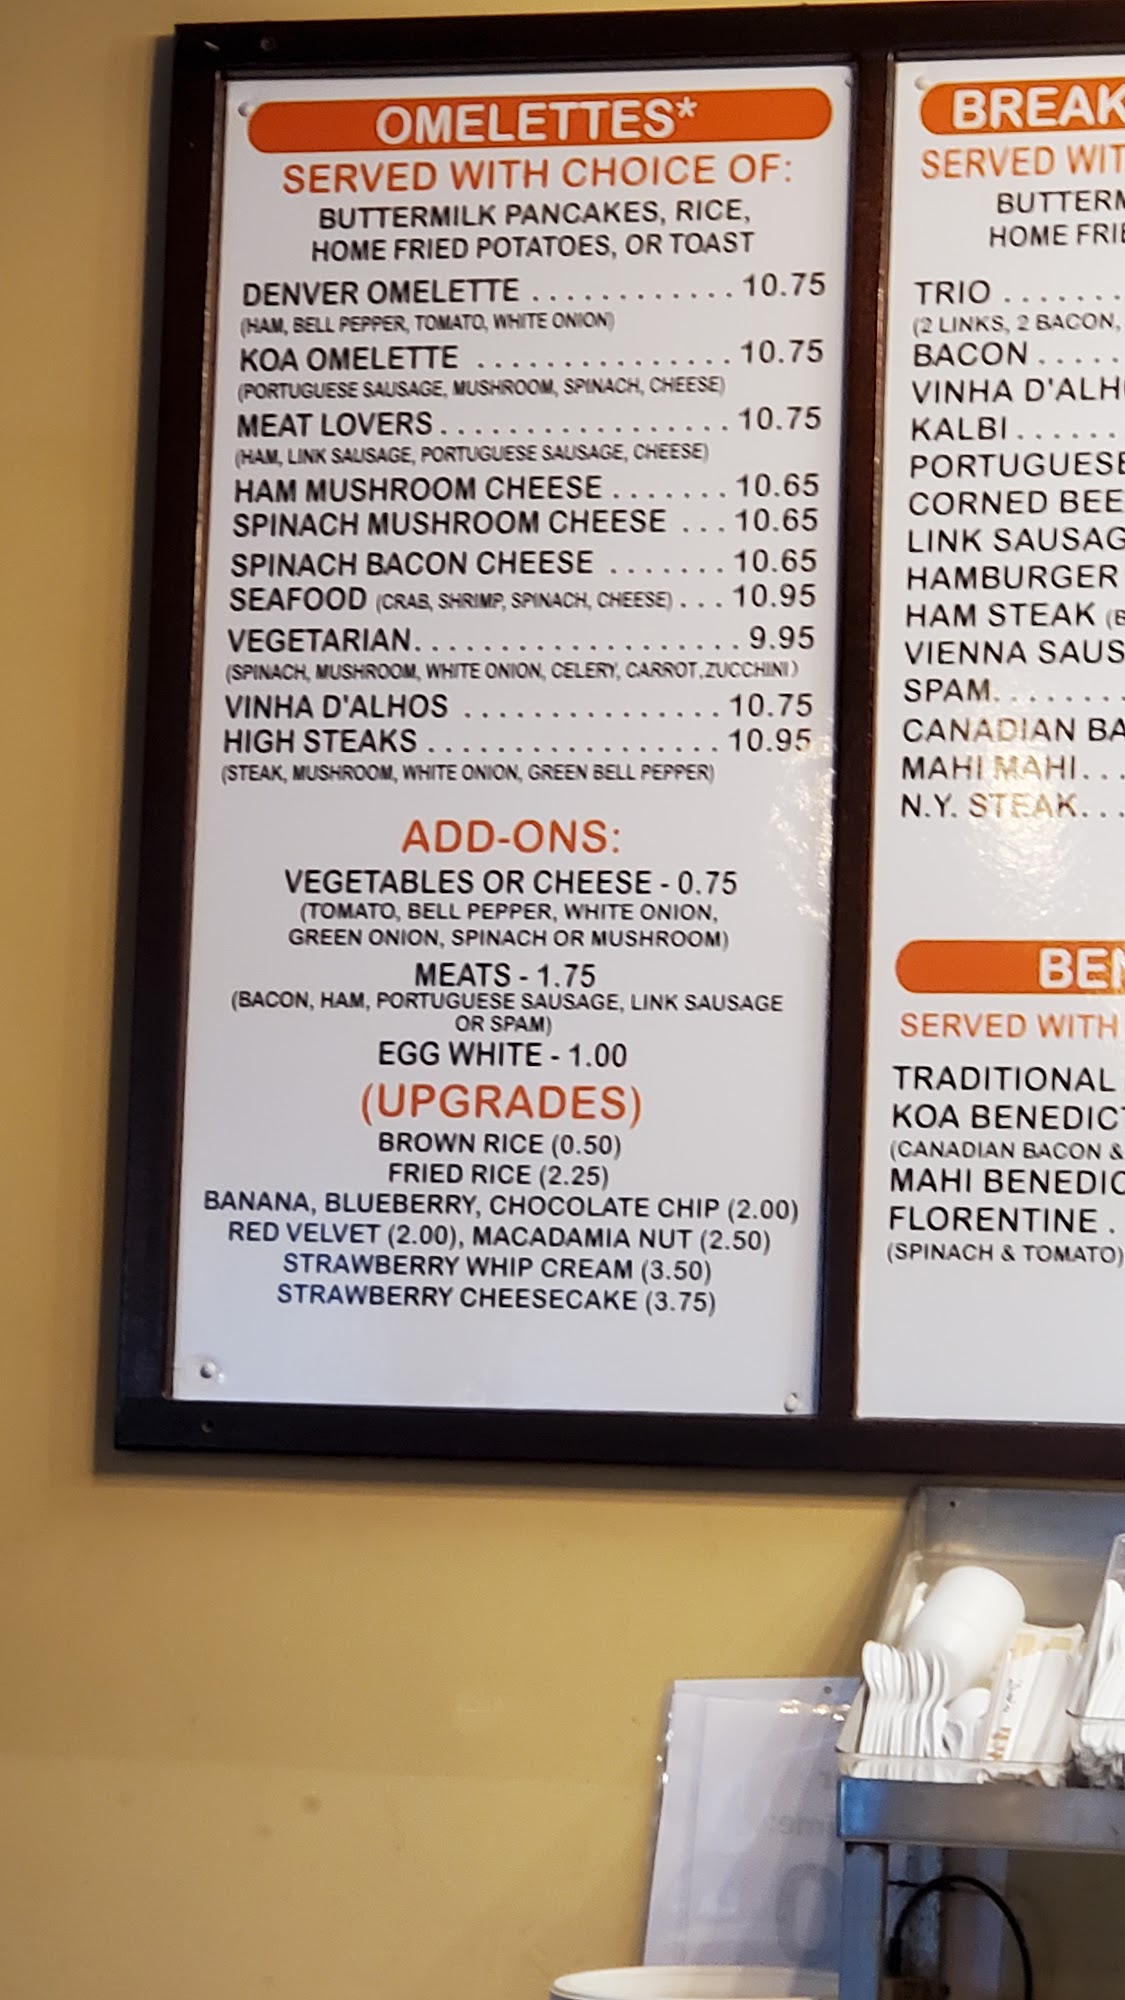 OMELETTES*
SERVED WITH CHOICE OF:
BUTTERMILK PANCAKES, RICE,
HOME FRIED POTATOES, OR TOAST
DENVER OMELETTE . . . . . . . . . . . . 10.75
(HAM, BELL PEPPER, TOMATO, WHITE ONION)
KOA OMELETTE . . . . . . . . . . . . . . . 10.75
(PORTUGUESE SAUSAGE, MUSHROOM, SPINACH, CHEESE)
MEAT LOVERS . . . . . . . . . . . . . . . . . 10.75
(HAM, LINK SAUSAGE, PORTUGUESE SAUSAGE, CHEESE)
HAM MUSHROOM CHEESE . . . . . . . 10.65
SPINACH MUSHROOM CHEESE . . . 10.65
SPINACH BACON CHEESE . . . . . . . 10.65
SEAFOOD (CRAB, SHRIMP, SPINACH, CHEESE) . . . 10.95
VEGETARIAN. . . . . . . . . . . . . . . . . . . 9.95
(SPINACH, MUSHROOM, WHITE ONION, CELERY, CARROT,ZUCCHINI)
VINHA D'ALHOS . . . . . . . . . . . . . . . 10.75
HIGH STEAKS . . . . . . . . . . . . . . . . . 10.95
(STEAK, MUSHROOM, WHITE ONION, GREEN BELL PEPPER)
ADD-ONS:
VEGETABLES OR CHEESE - 0.75
(TOMATO, BELL PEPPER, WHITE ONION,
GREEN ONION, SPINACH OR MUSHROOM)
MEATS - 1.75
(BACON, HAM, PORTUGUESE SAUSAGE, LINK SAUSAGE
OR SPAM)
EGG WHITE - 1.00
(UPGRADES)
BROWN RICE (0.50)
FRIED RICE (2.25)
BANANA, BLUEBERRY, CHOCOLATE CHIP (2.00)
RED VELVET (2.00), MACADAMIA NUT (2.50)
STRAWBERRY WHIP CREAM (3.50)
STRAWBERRY CHEESECAKE (3.75)
BREAK
SERVED WIT
BUTTERM
HOME FRIE
TRIO . . . . . . .
(2 LINKS, 2 BACON,
BACON . . . . .
VINHA D'ALH
KALBI . . . . . .
PORTUGUESE
CORNED BEE
LINK SAUSAG
HAMBURGER
HAM STEAK (B
VIENNA SAUS
SPAM. . . . . . .
CANADIAN BA
MAHI MAHI. . .
N.Y. STEAK. . .
BEN
SERVED WITH
TRADITIONAL
KOA BENEDICT
(CANADIAN BACON &
MAHI BENEDIC
FLORENTINE .
(SPINACH & TOMATO)